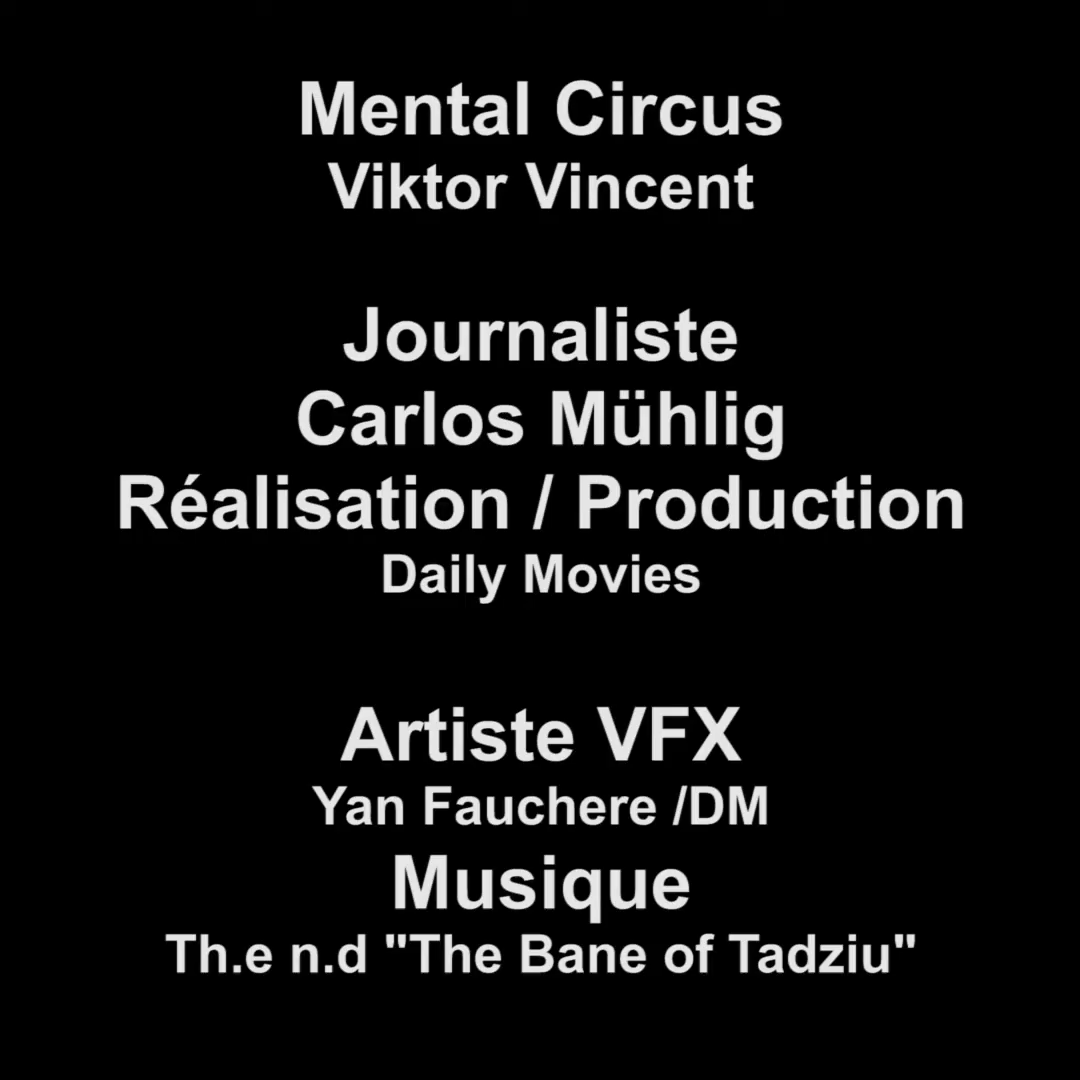 Mental Circus
Viktor Vincent
Journaliste
Carlos Mühlig
Réalisation / Production
Daily Movies
Artiste VFX
Yan Fauchere /DM
Musique
Th.e n.d "The Bane of Tadziu"